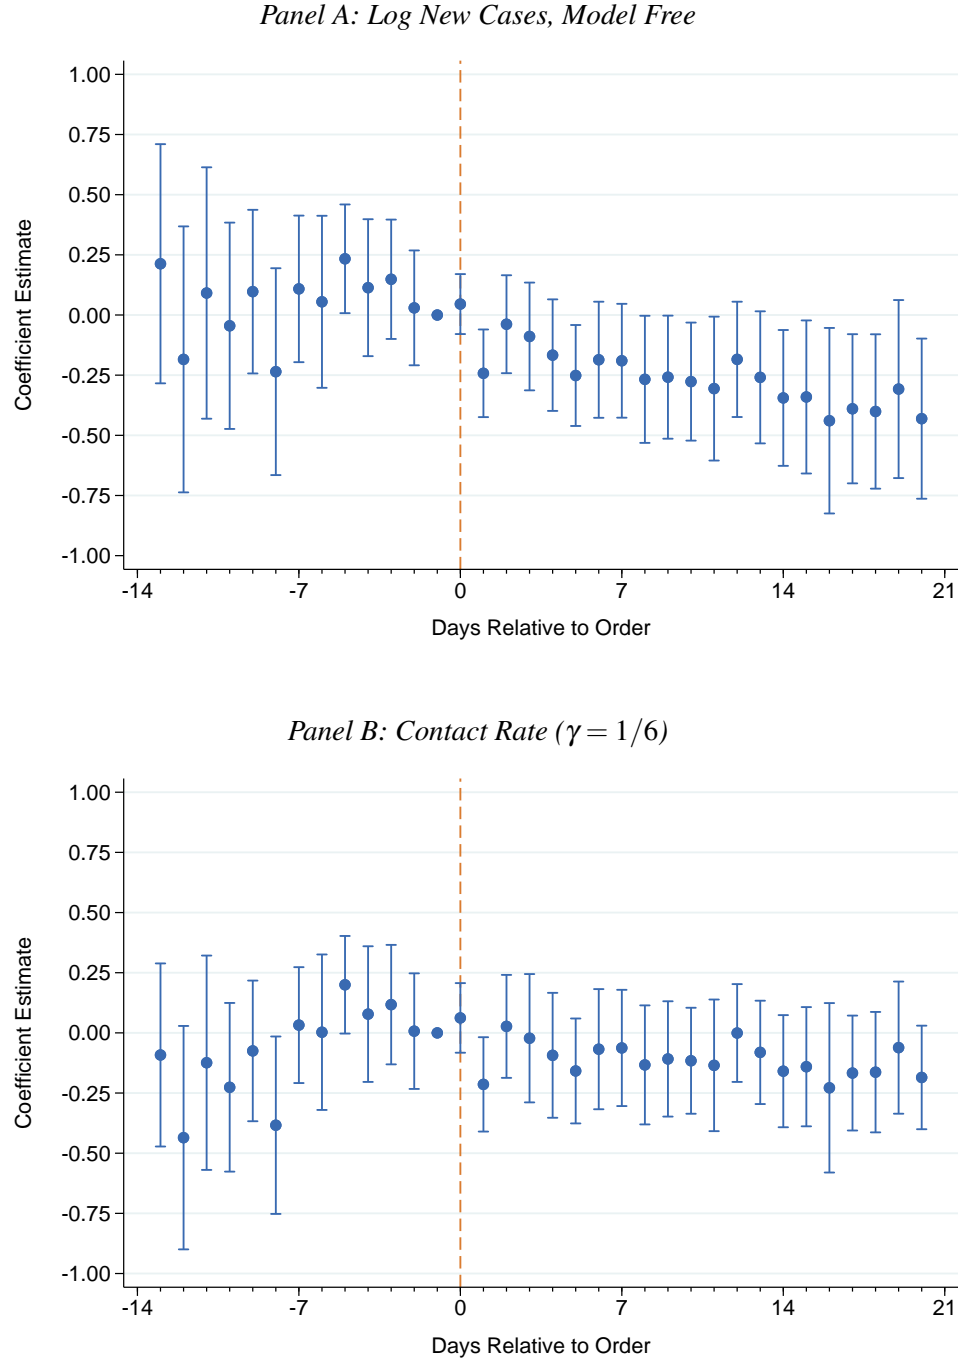 Panel A: Log New Cases, Model Free
1.00
0.75
0.50
0.25
0.00
-0.25
-0.50
-0.75
-1.00
Coefficient Estimate
-14 -7 0 7 14 21
Days Relative to Order
Panel B: Contact Rate (γ = 1/6)
1.00
0.75
0.50
0.25
0.00
-0.25
-0.50
-0.75
-1.00
Coefficient Estimate
-14 -7 0 7 14 21
Days Relative to Order